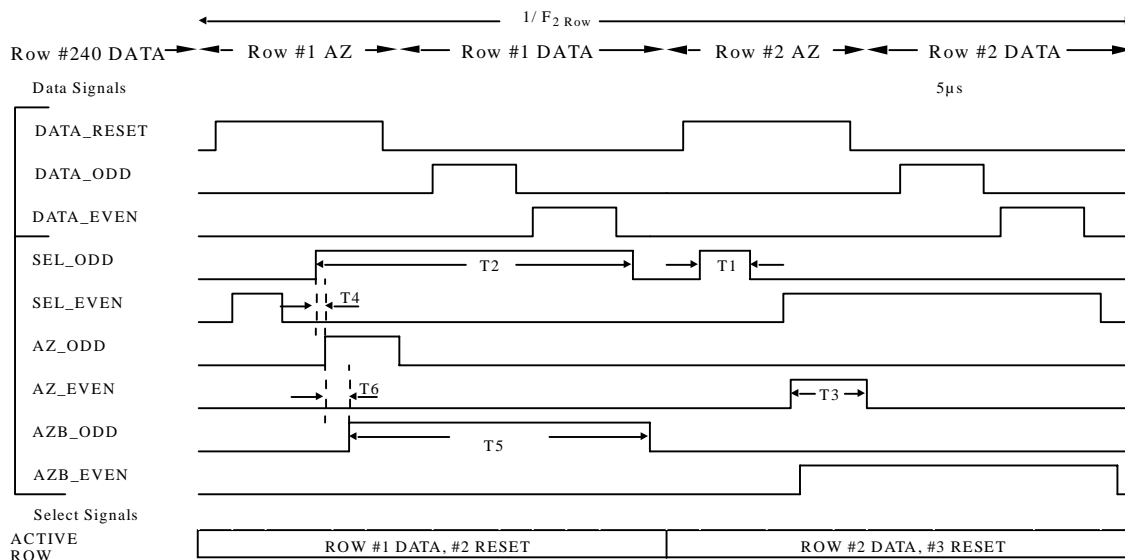 1/ F2 Row
Row #240 DATA Row #1 AZ Row #1 DATA Row #2 AZ Row #2 DATA
Data Signals 5µs
DATA_RESET
DATA_ODD
DATA_EVEN
SEL_ODD T2 T1
SEL_EVEN T4
AZ_ODD
AZ_EVEN T6 T3
AZB_ODD T5
AZB_EVEN
Select Signals
ACTIVE
ROW ROW #1 DATA, #2 RESET ROW #2 DATA, #3 RESET